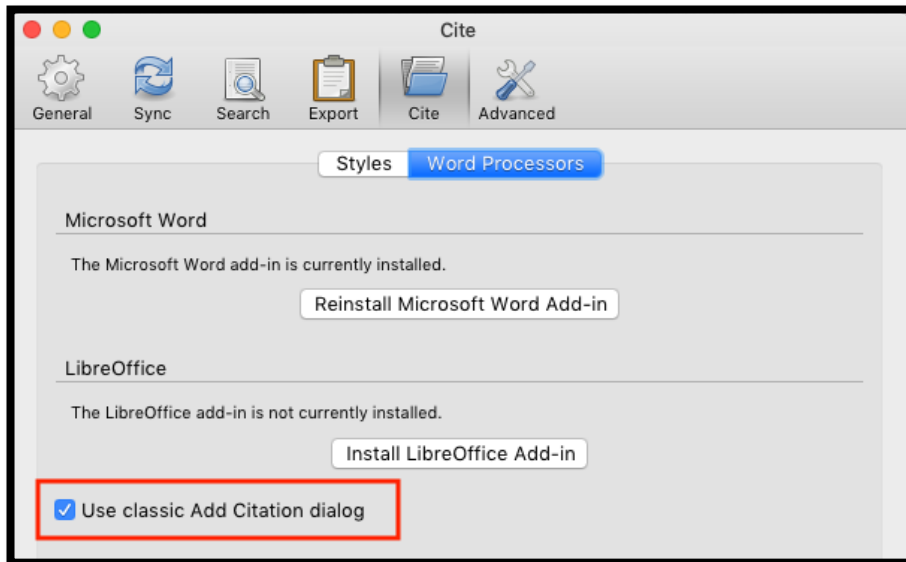 Cite
General Sync Search Export Cite Advanced
Styles Word Processors
Microsoft Word
The Microsoft Word add-in is currently installed.
Reinstall Microsoft Word Add-in
LibreOffice
The LibreOffice add-in is not currently installed.
Install LibreOffice Add-in
Use classic Add Citation dialog